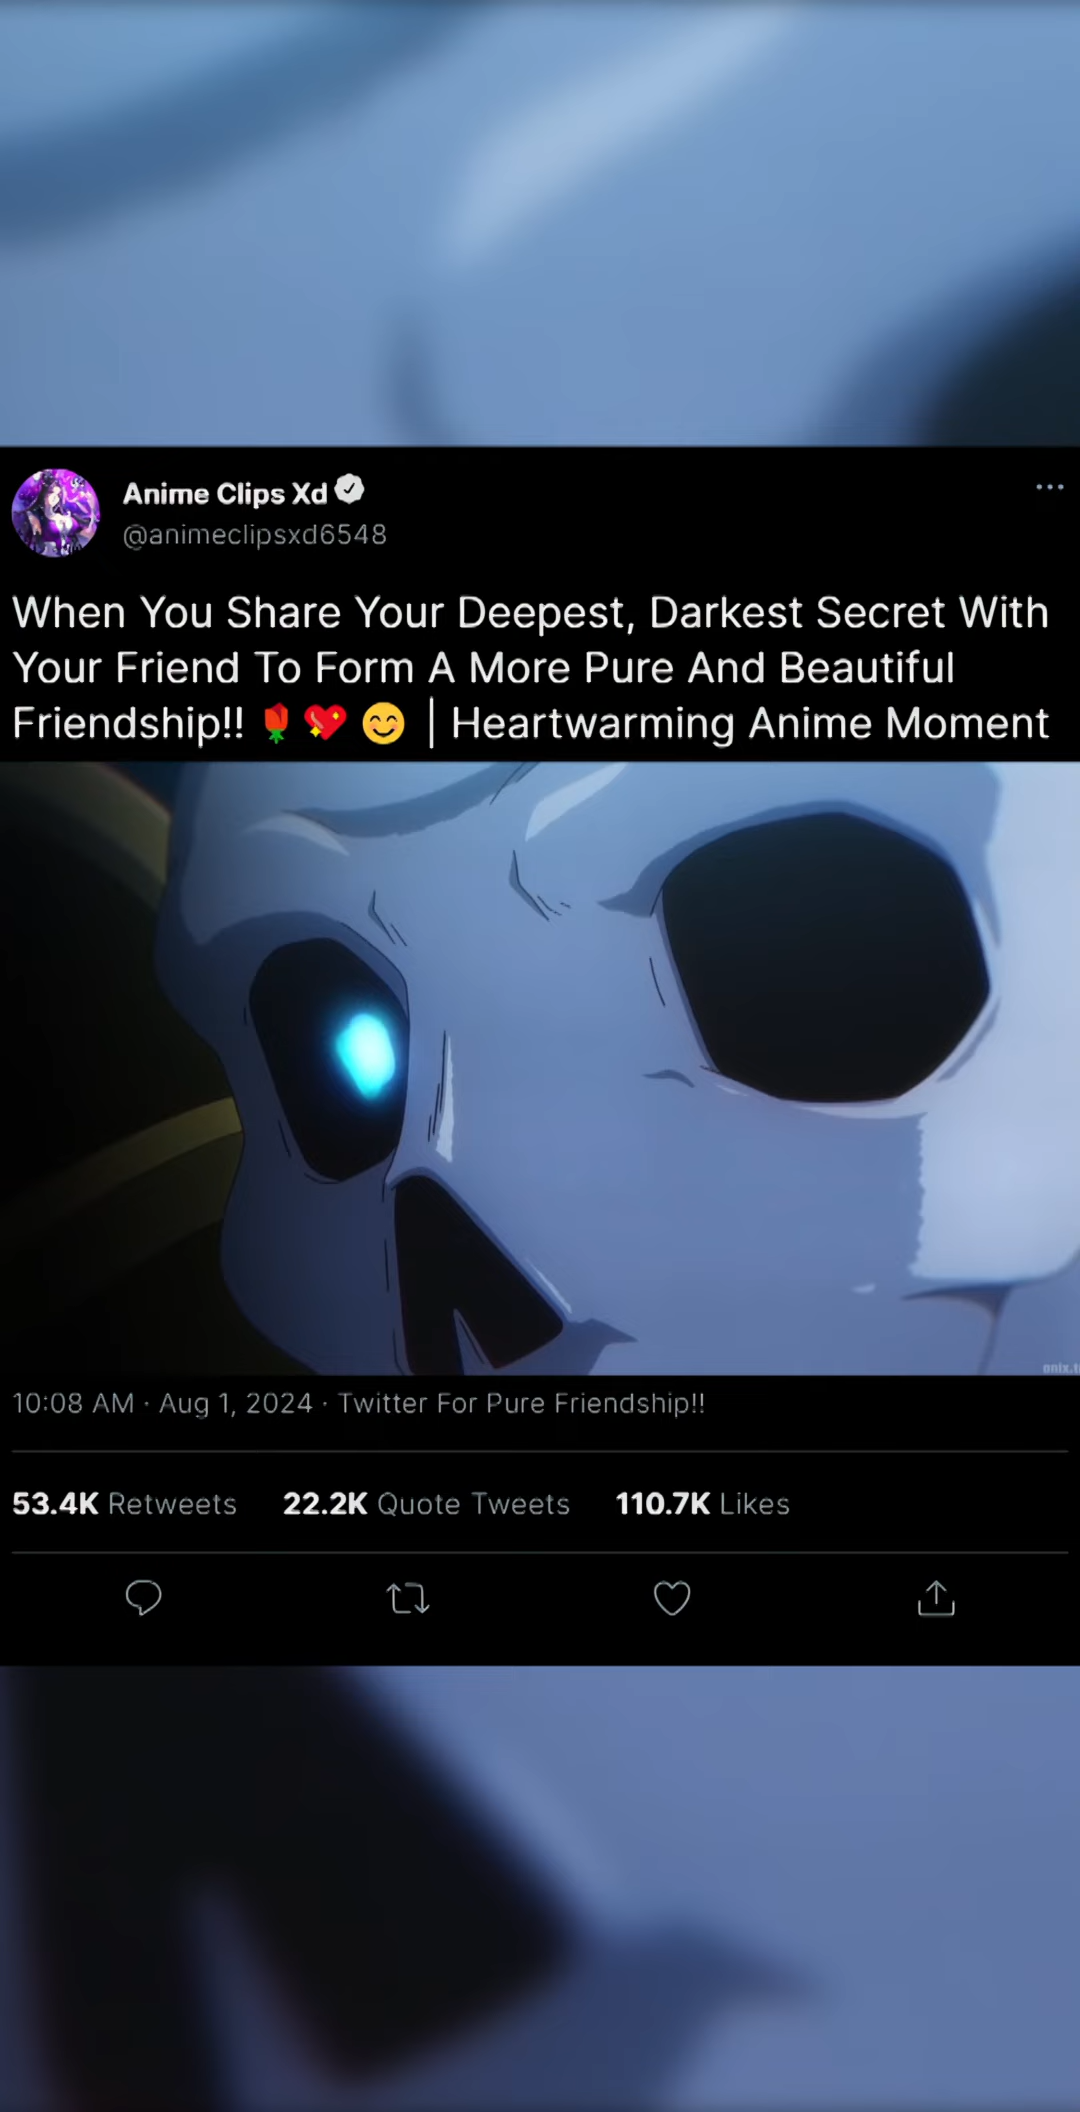 Anime Clips Xd
@animeclipsxd6548
When You Share Your Deepest, Darkest Secret With
Your Friend To Form A More Pure And Beautiful
Friendship!! 🌹 💖 😊 | Heartwarming Anime Moment
10:08 AM · Aug 1, 2024 · Twitter For Pure Friendship!!
53.4K Retweets 22.2K Quote Tweets 110.7K Likes